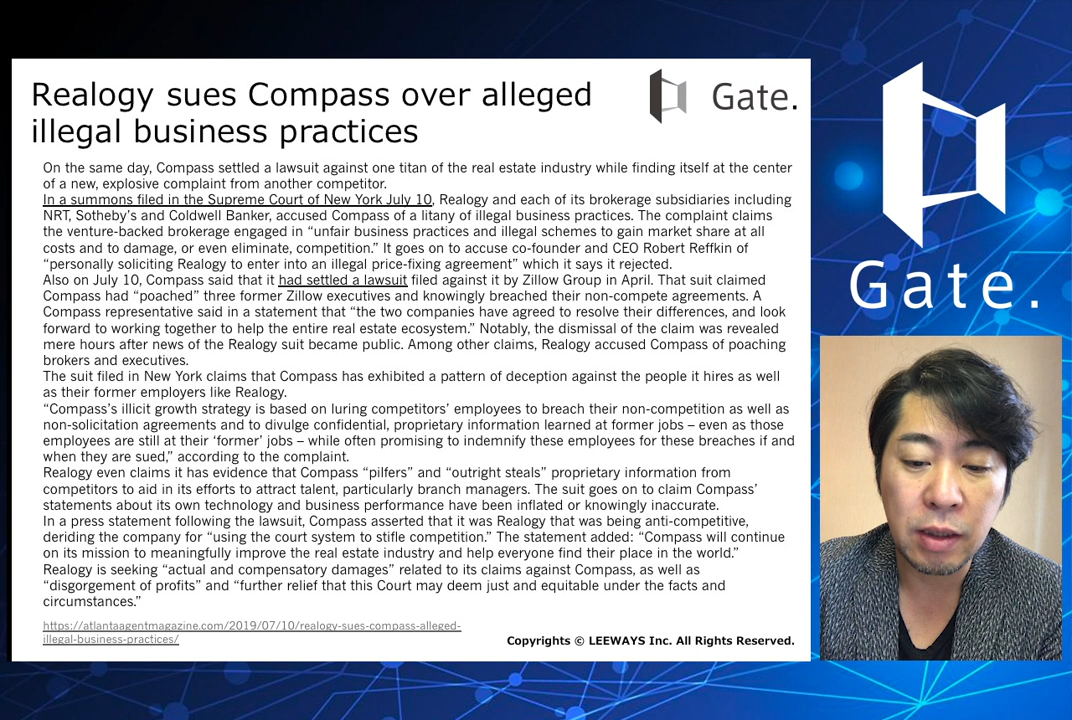 Realogy sues Compass over alleged
illegal business practices
Gate.
On the same day, Compass settled a lawsuit against one titan of the real estate industry while finding itself at the center
of a new, explosive complaint from another competitor.
In a summons filed in the Supreme Court of New York July 10, Realogy and each of its brokerage subsidiaries including
NRT, Sotheby’s and Coldwell Banker, accused Compass of a litany of illegal business practices. The complaint claims
the venture-backed brokerage engaged in “unfair business practices and illegal schemes to gain market share at all
costs and to damage, or even eliminate, competition.” It goes on to accuse co-founder and CEO Robert Reffkin of
“personally soliciting Realogy to enter into an illegal price-fixing agreement” which it says it rejected.
Also on July 10, Compass said that it had settled a lawsuit filed against it by Zillow Group in April. That suit claimed
Compass had “poached” three former Zillow executives and knowingly breached their non-compete agreements. A
Compass representative said in a statement that “the two companies have agreed to resolve their differences, and look
forward to working together to help the entire real estate ecosystem.” Notably, the dismissal of the claim was revealed
mere hours after news of the Realogy suit became public. Among other claims, Realogy accused Compass of poaching
brokers and executives.
The suit filed in New York claims that Compass has exhibited a pattern of deception against the people it hires as well
as their former employers like Realogy.
“Compass’s illicit growth strategy is based on luring competitors’ employees to breach their non-competition as well as
non-solicitation agreements and to divulge confidential, proprietary information learned at former jobs – even as those
employees are still at their ‘former’ jobs – while often promising to indemnify these employees for these breaches if and
when they are sued,” according to the complaint.
Realogy even claims it has evidence that Compass “pilfers” and “outright steals” proprietary information from
competitors to aid in its efforts to attract talent, particularly branch managers. The suit goes on to claim Compass’
statements about its own technology and business performance have been inflated or knowingly inaccurate.
In a press statement following the lawsuit, Compass asserted that it was Realogy that was being anti-competitive,
deriding the company for “using the court system to stifle competition.” The statement added: “Compass will continue
on its mission to meaningfully improve the real estate industry and help everyone find their place in the world.”
Realogy is seeking “actual and compensatory damages” related to its claims against Compass, as well as
“disgorgement of profits” and “further relief that this Court may deem just and equitable under the facts and
circumstances.”
https://atlantaagentmagazine.com/2019/07/10/realogy-sues-compass-alleged-
illegal-business-practices/
Copyrights © LEEWAYS Inc. All Rights Reserved.
Gate.